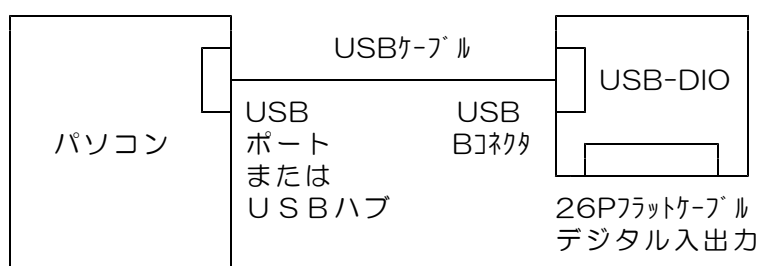 USBｹｰﾌﾞﾙ
USB-DIO
パソコン
USB
ポート
または
ＵＳＢハブ
USB
Bｺﾈｸﾀ
26Pﾌﾗｯﾄｹｰﾌﾞﾙ
デジタル入出力